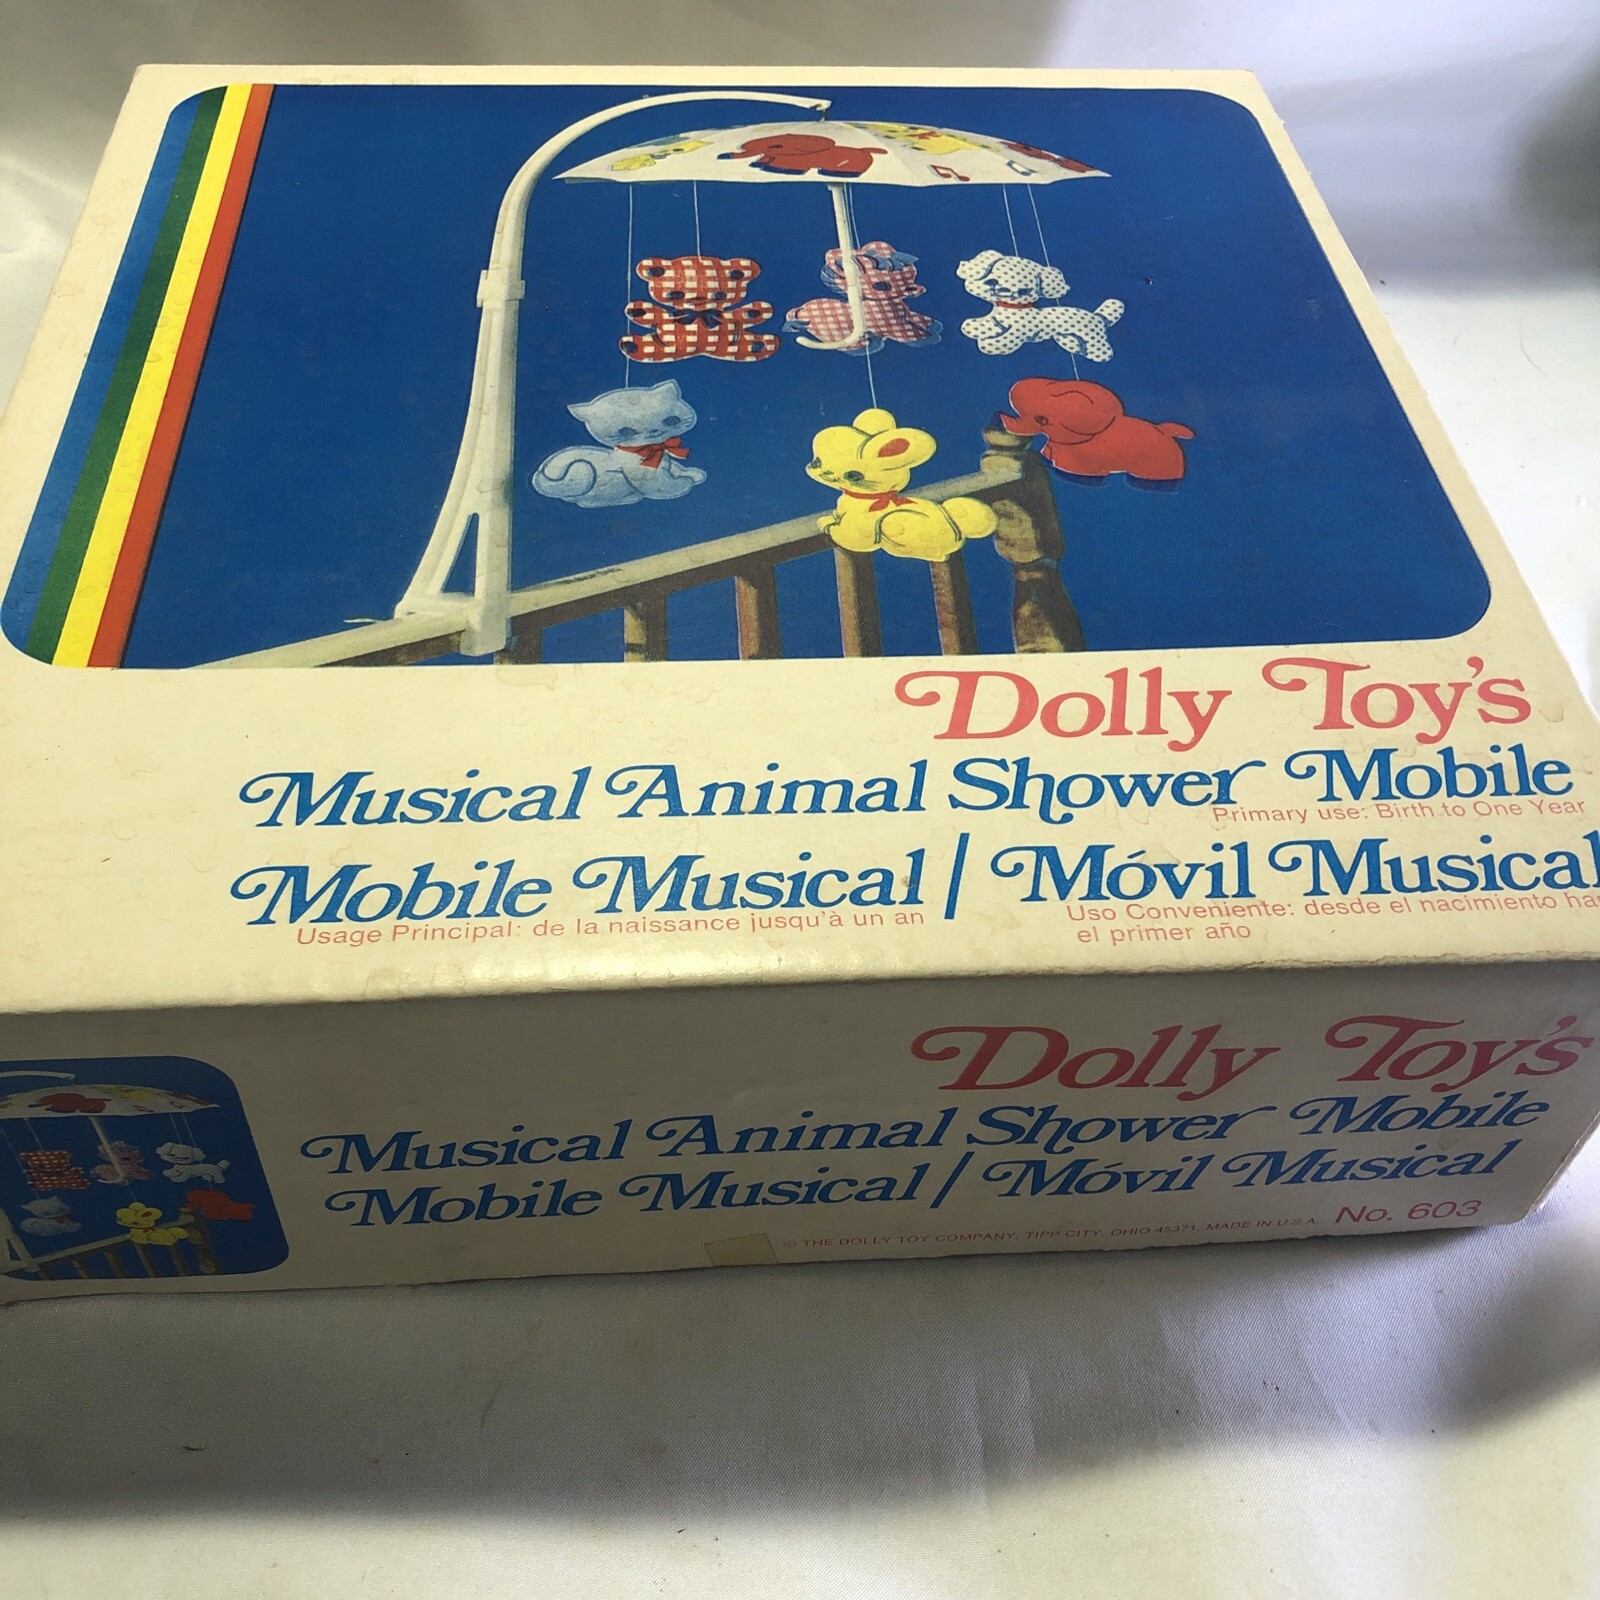 Dolly Toy's
Musical Animal Shower Mobile
Primary use: Birth to One Year
Mobile Musical / Móvil Musical
Usage Principal: de la naissance jusqu'à un an
Uso Conveniente: desde el nacimiento
el primer año
Dolly Toy's
Musical Animal Shower Mobile
Mobile Musical / Móvil Musical
© THE DOLLY TOY COMPANY, TIPP CITY, OHIO 45371, MADE IN U.S.A. No. 603